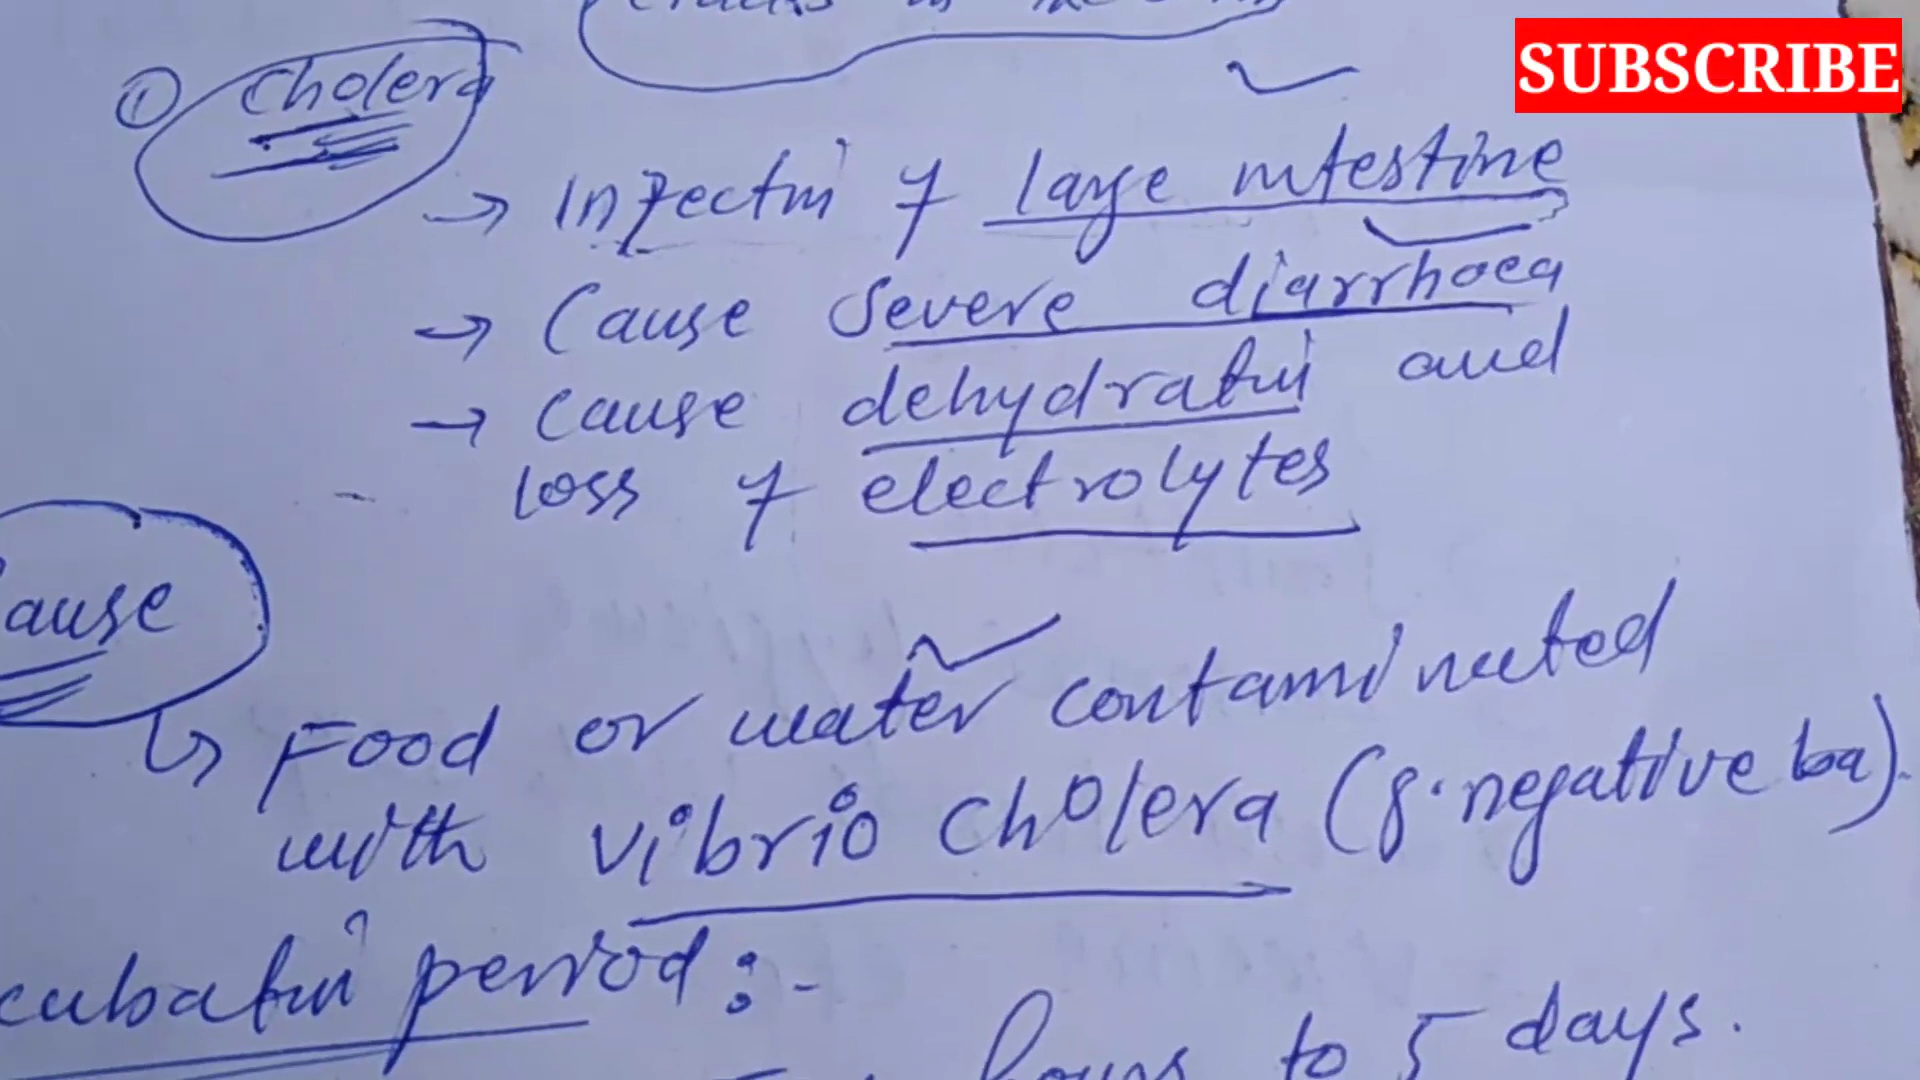 SUBSCRIBE
① Cholera
→ Infection of large intestine
→ Cause severe diarrhoea
→ Cause dehydration and
loss of electrolytes
ause
↳ Food or water contaminated
with vibrio cholera (g. negative ba).
cubation period :-
hours to 5 days.